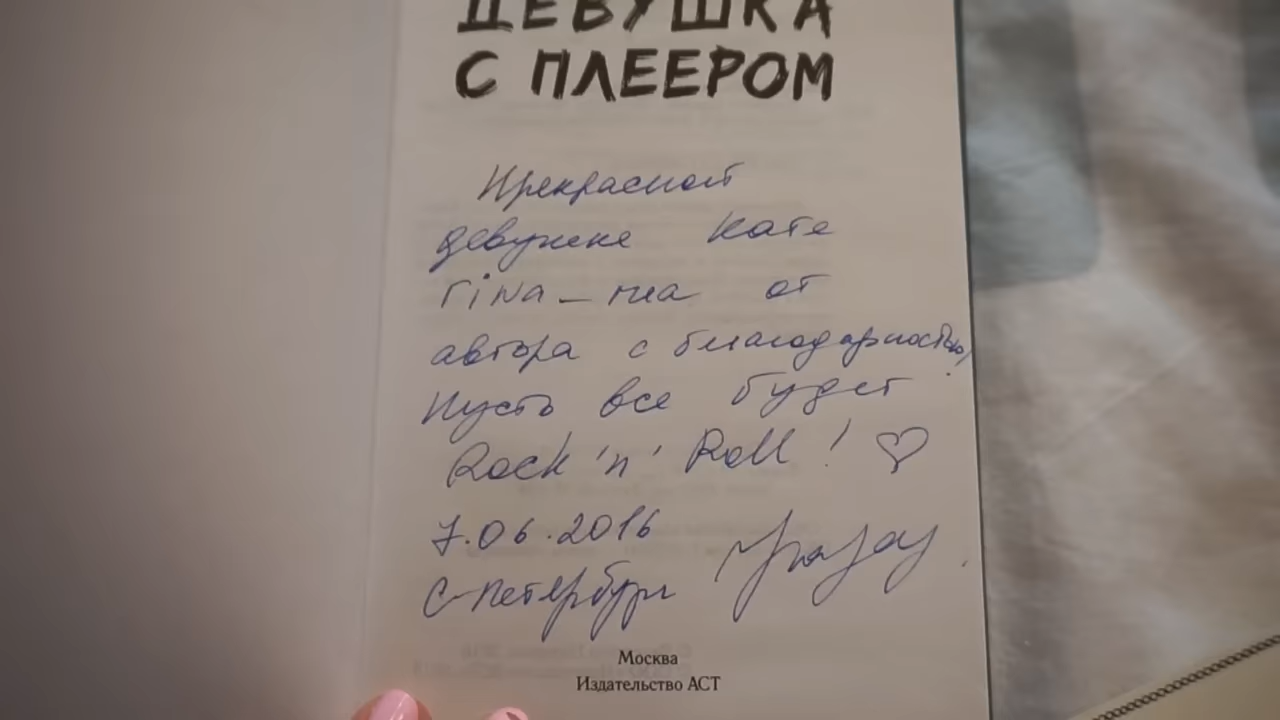 ДЕВУШКА
С ПЛЕЕРОМ
Прекрасной
девушке Кате
rina_mea от
автора с благодарностью,
Пусть все будет
Rock 'n' Roll! ♡
7.06.2016
С-Петербург
Москва
Издательство АСТ